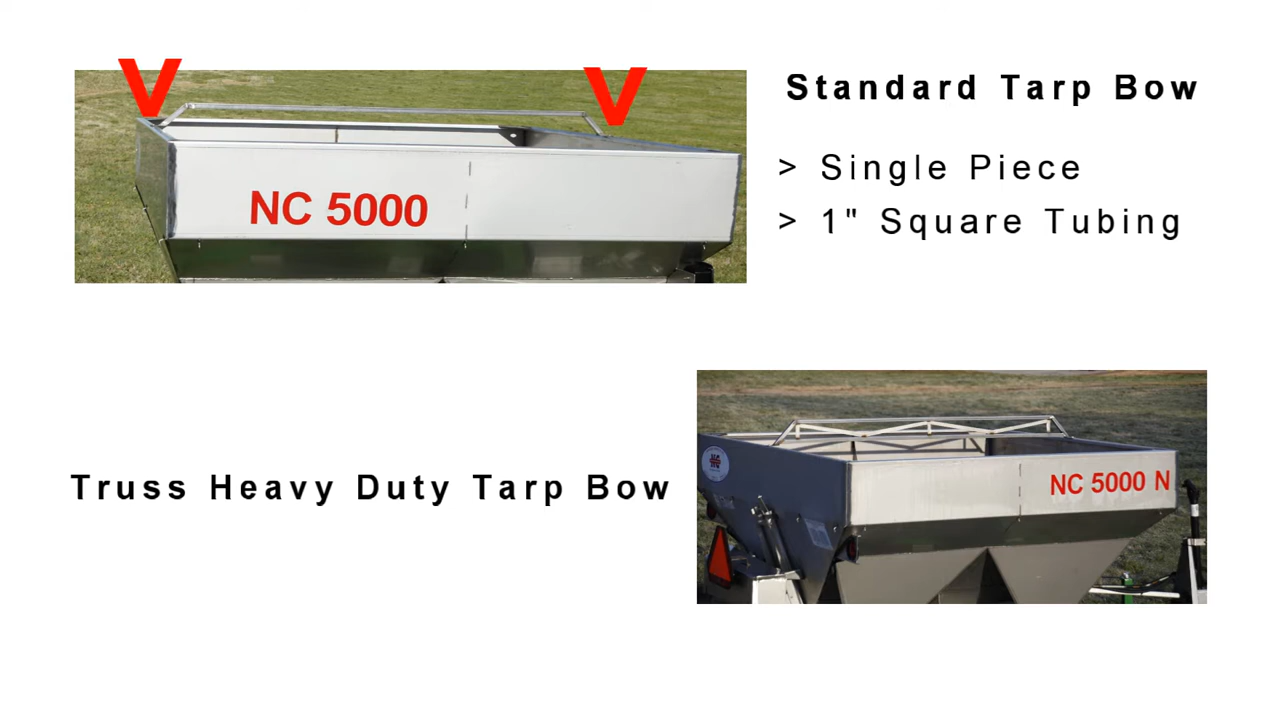 V V
Standard Tarp Bow
> Single Piece
> 1" Square Tubing
NC 5000
Truss Heavy Duty Tarp Bow
NC 5000 N